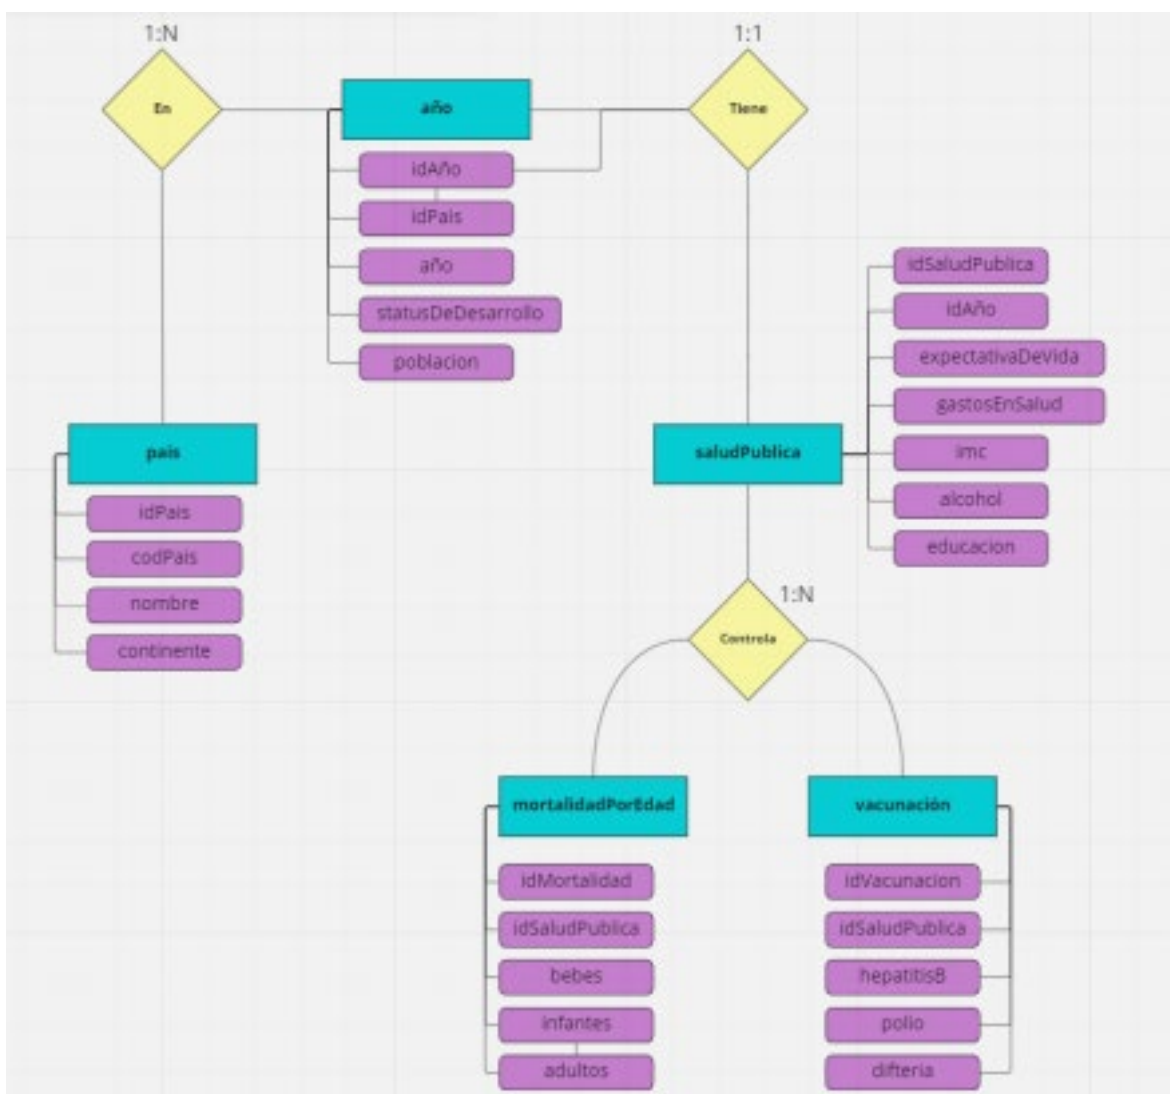 1:N
1:1
En
año
Tiene
idAño
idPais
año
statusDeDesarrollo
poblacion
idSaludPublica
idAño
expectativaDeVida
gastosEnSalud
imc
alcohol
educacion
pais
idPais
codPais
nombre
continente
saludPublica
1:N
Controla
mortalidadPorEdad
idMortalidad
idSaludPublica
bebes
infantes
adultos
vacunación
idVacunacion
idSaludPublica
hepatitisB
polio
difteria